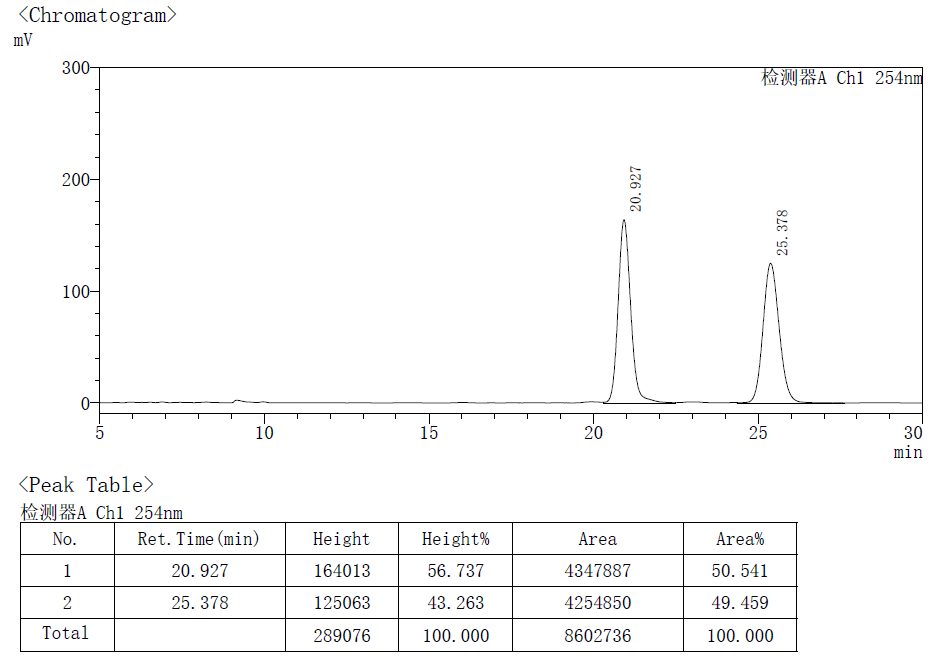 <Chromatogram>
mV
300
检测器A Ch1 254nm
20.927
200
25.378
100
0
5 10 15 20 25 30
min
<Peak Table>
检测器A Ch1 254nm
No. Ret.Time(min) Height Height% Area Area%
1 20.927 164013 56.737 4347887 50.541
2 25.378 125063 43.263 4254850 49.459
Total 289076 100.000 8602736 100.000